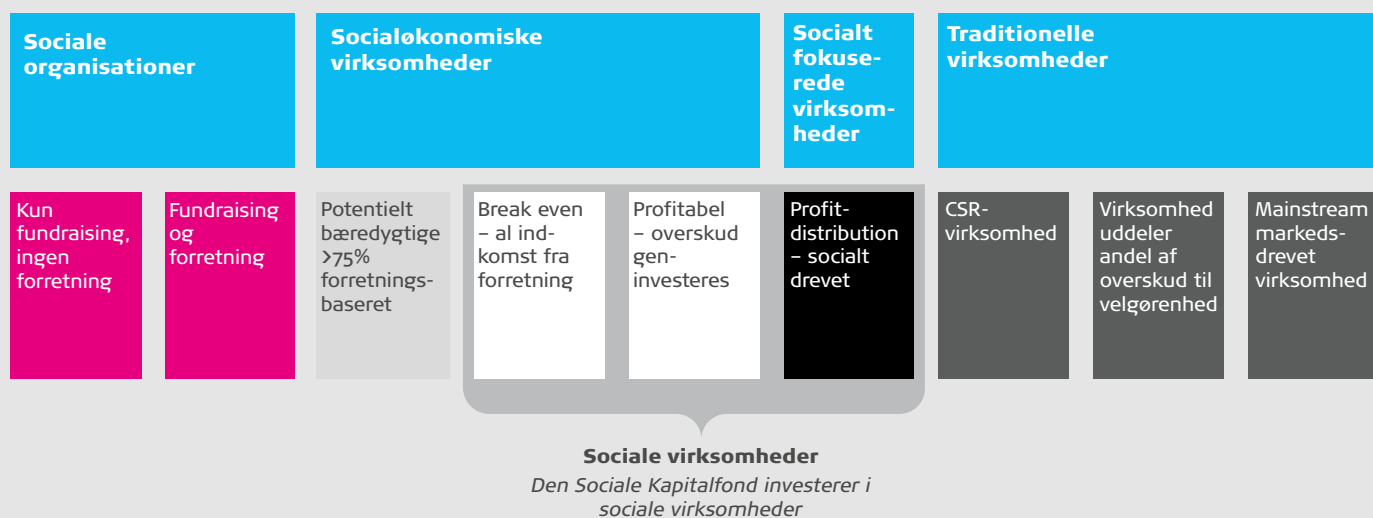 Sociale
organisationer
Socialøkonomiske
virksomheder
Socialt
fokuse-
rede
virksom-
heder
Traditionelle
virksomheder
Kun
fundraising,
ingen
forretning
Fundraising
og
forretning
Potentielt
bæredygtige
>75%
forretnings-
baseret
Break even
– al ind-
komst fra
forretning
Profitabel
– overskud
gen-
investeres
Profit-
distribution
– socialt
drevet
CSR-
virksomhed
Virksomhed
uddeler
andel af
overskud til
velgørenhed
Mainstream
markeds-
drevet
virksomhed
Sociale virksomheder
Den Sociale Kapitalfond investerer i
sociale virksomheder